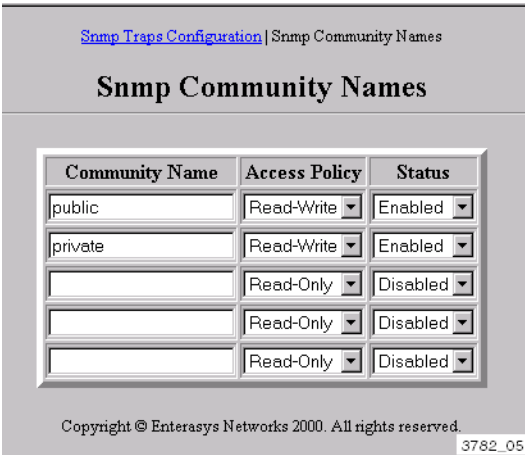 Snmp Traps Configuration | Snmp Community Names
Snmp Community Names
Community Name Access Policy Status
public Read-Write Enabled
private Read-Write Enabled
Read-Only Disabled
Read-Only Disabled
Read-Only Disabled
Copyright © Enterasys Networks 2000. All rights reserved.
3782_05